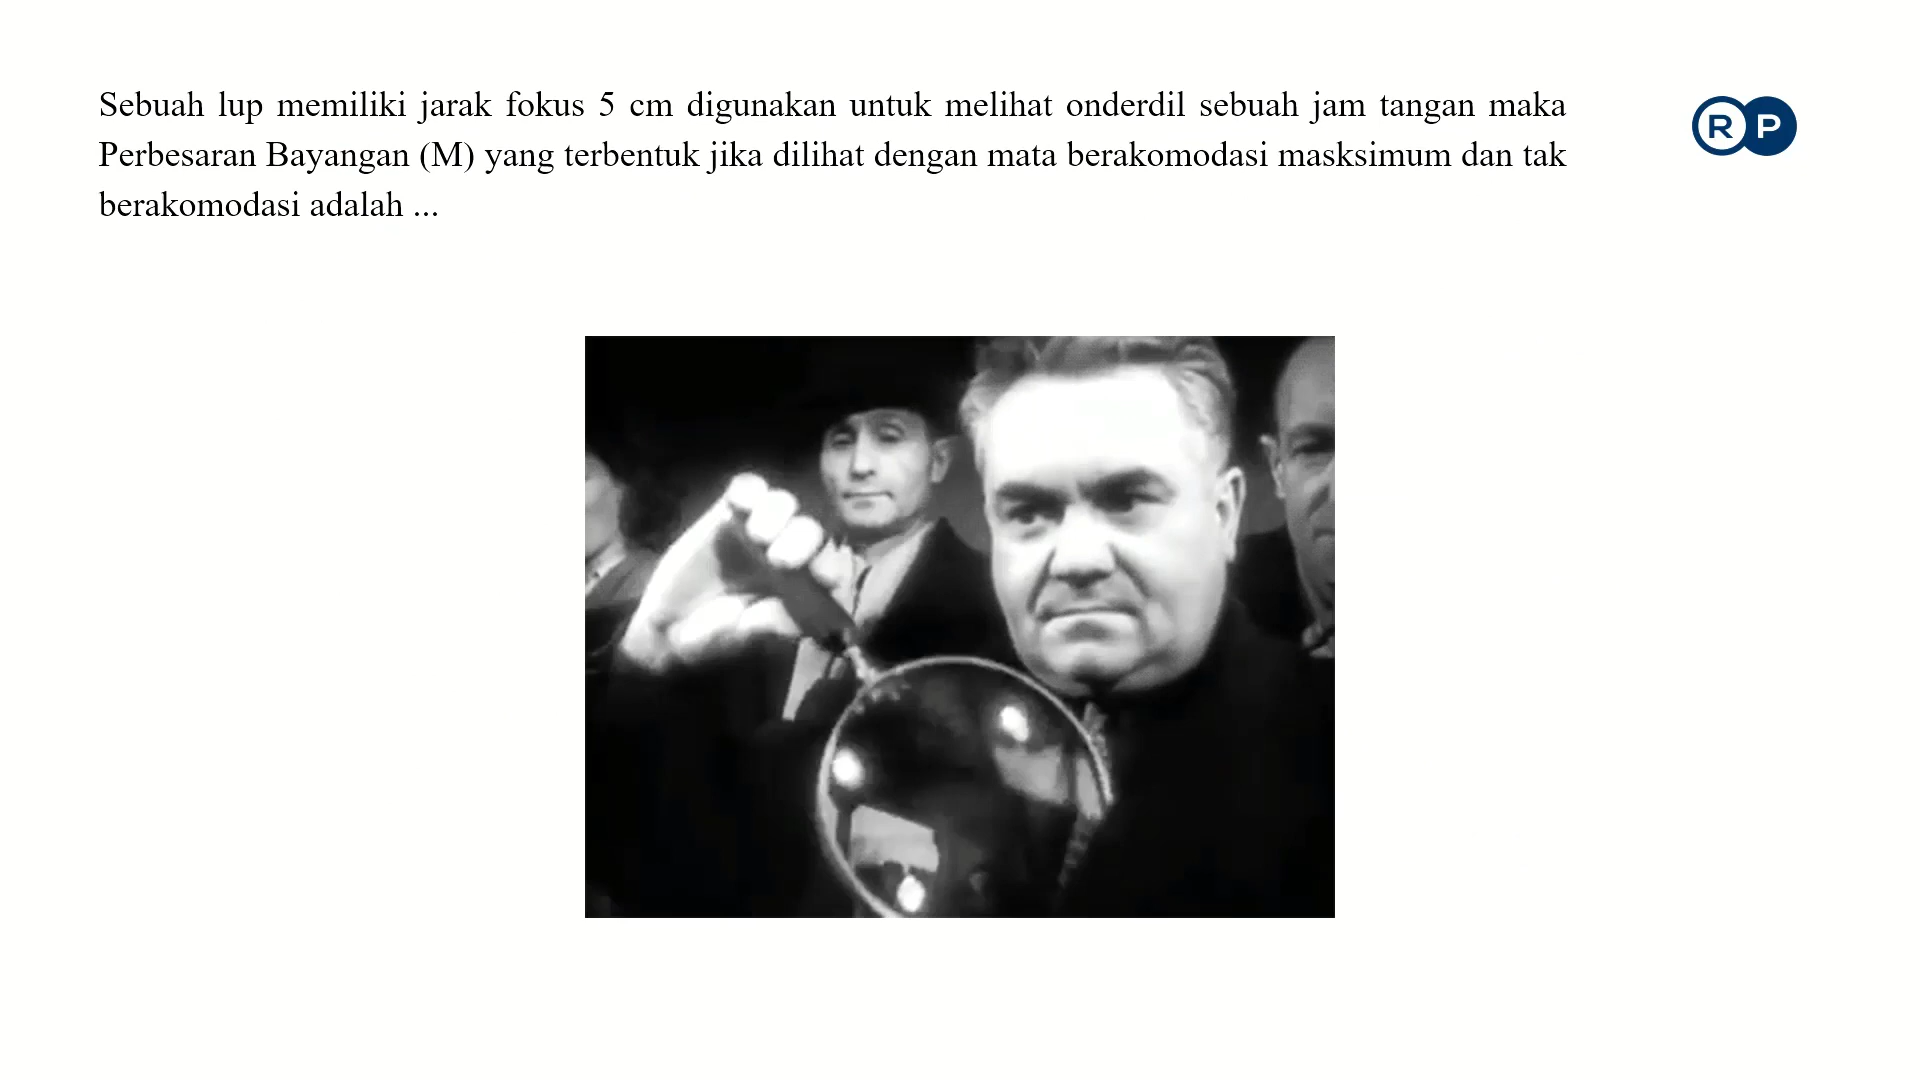 Sebuah lup memiliki jarak fokus 5 cm digunakan untuk melihat onderdil sebuah jam tangan maka
Perbesaran Bayangan (M) yang terbentuk jika dilihat dengan mata berakomodasi masksimum dan tak
berakomodasi adalah ...
RP